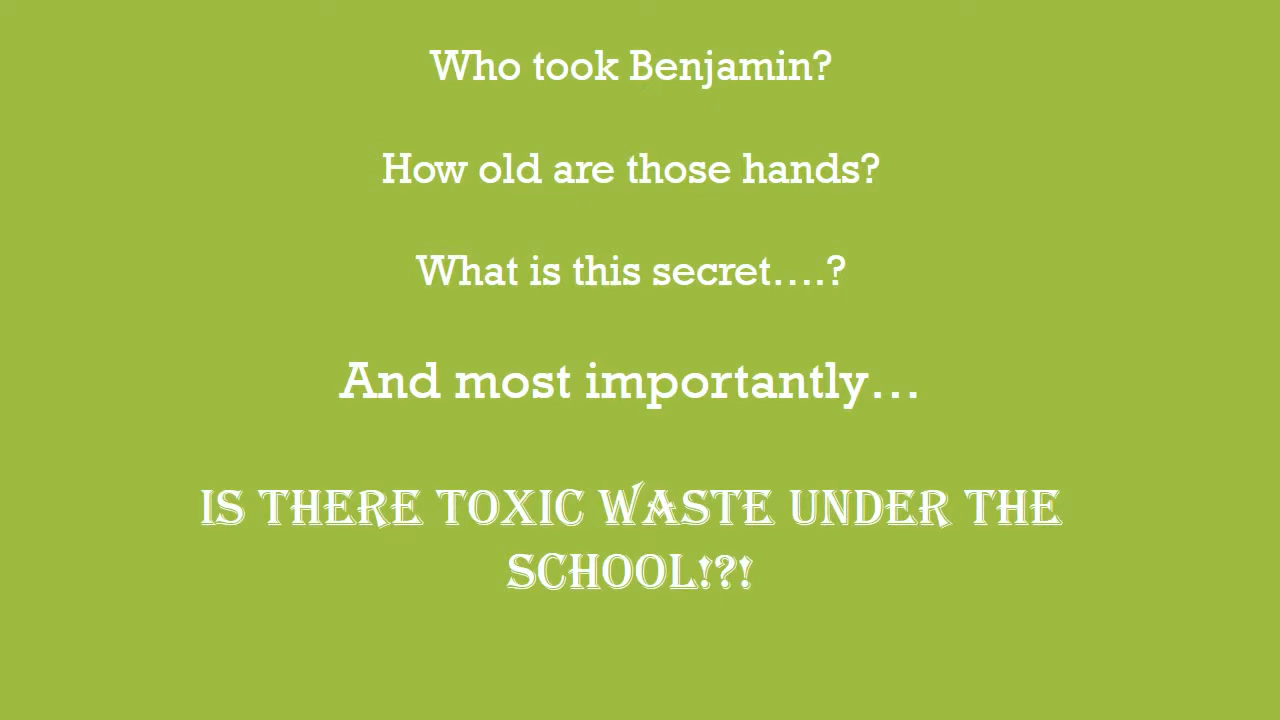 Who took Benjamin?
How old are those hands?
What is this secret….?
And most importantly…
IS THERE TOXIC WASTE UNDER THE
SCHOOL!?!